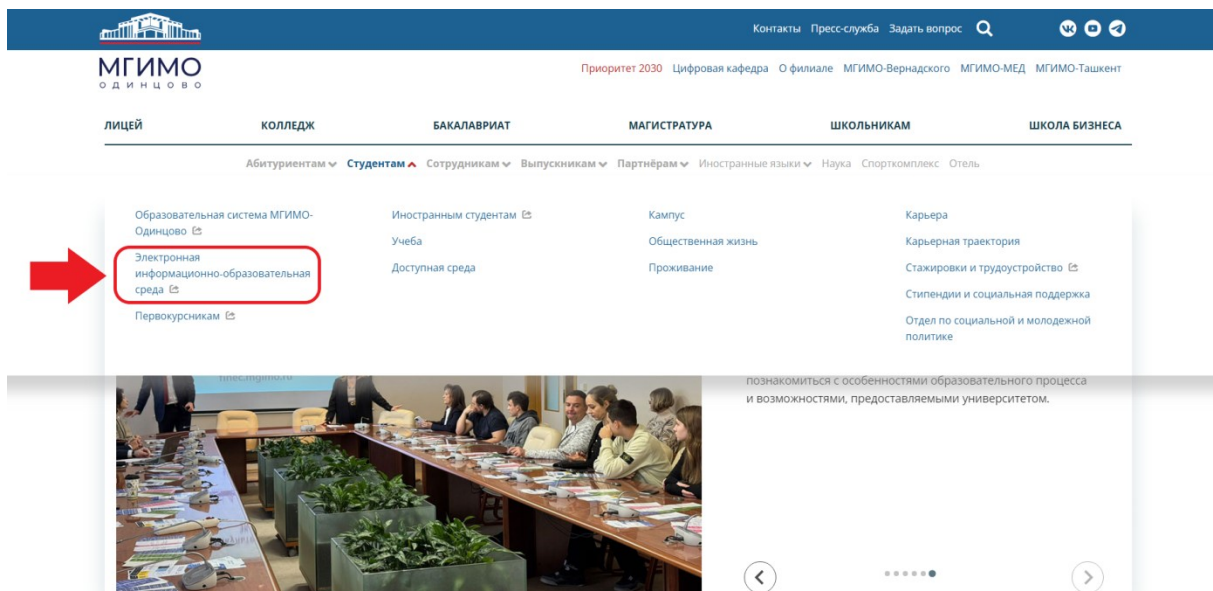 Контакты Пресс-служба Задать вопрос
МГИМО
ОДИНЦОВО
Приоритет 2030 Цифровая кафедра О филиале МГИМО-Вернадского МГИМО-МЕД МГИМО-Ташкент
ЛИЦЕЙ КОЛЛЕДЖ БАКАЛАВРИАТ МАГИСТРАТУРА ШКОЛЬНИКАМ ШКОЛА БИЗНЕСА
Абитуриентам Студентам Сотрудникам Выпускникам Партнёрам Иностранные языки Наука Спорткомплекс Отель
Образовательная система МГИМО-
Одинцово
Электронная
информационно-образовательная
среда
Первокурсникам
Иностранным студентам
Учеба
Доступная среда
Кампус
Общественная жизнь
Проживание
Карьера
Карьерная траектория
Стажировки и трудоустройство
Стипендии и социальная поддержка
Отдел по социальной и молодежной
политике
познакомиться с особенностями образовательного процесса
и возможностями, предоставляемыми университетом.